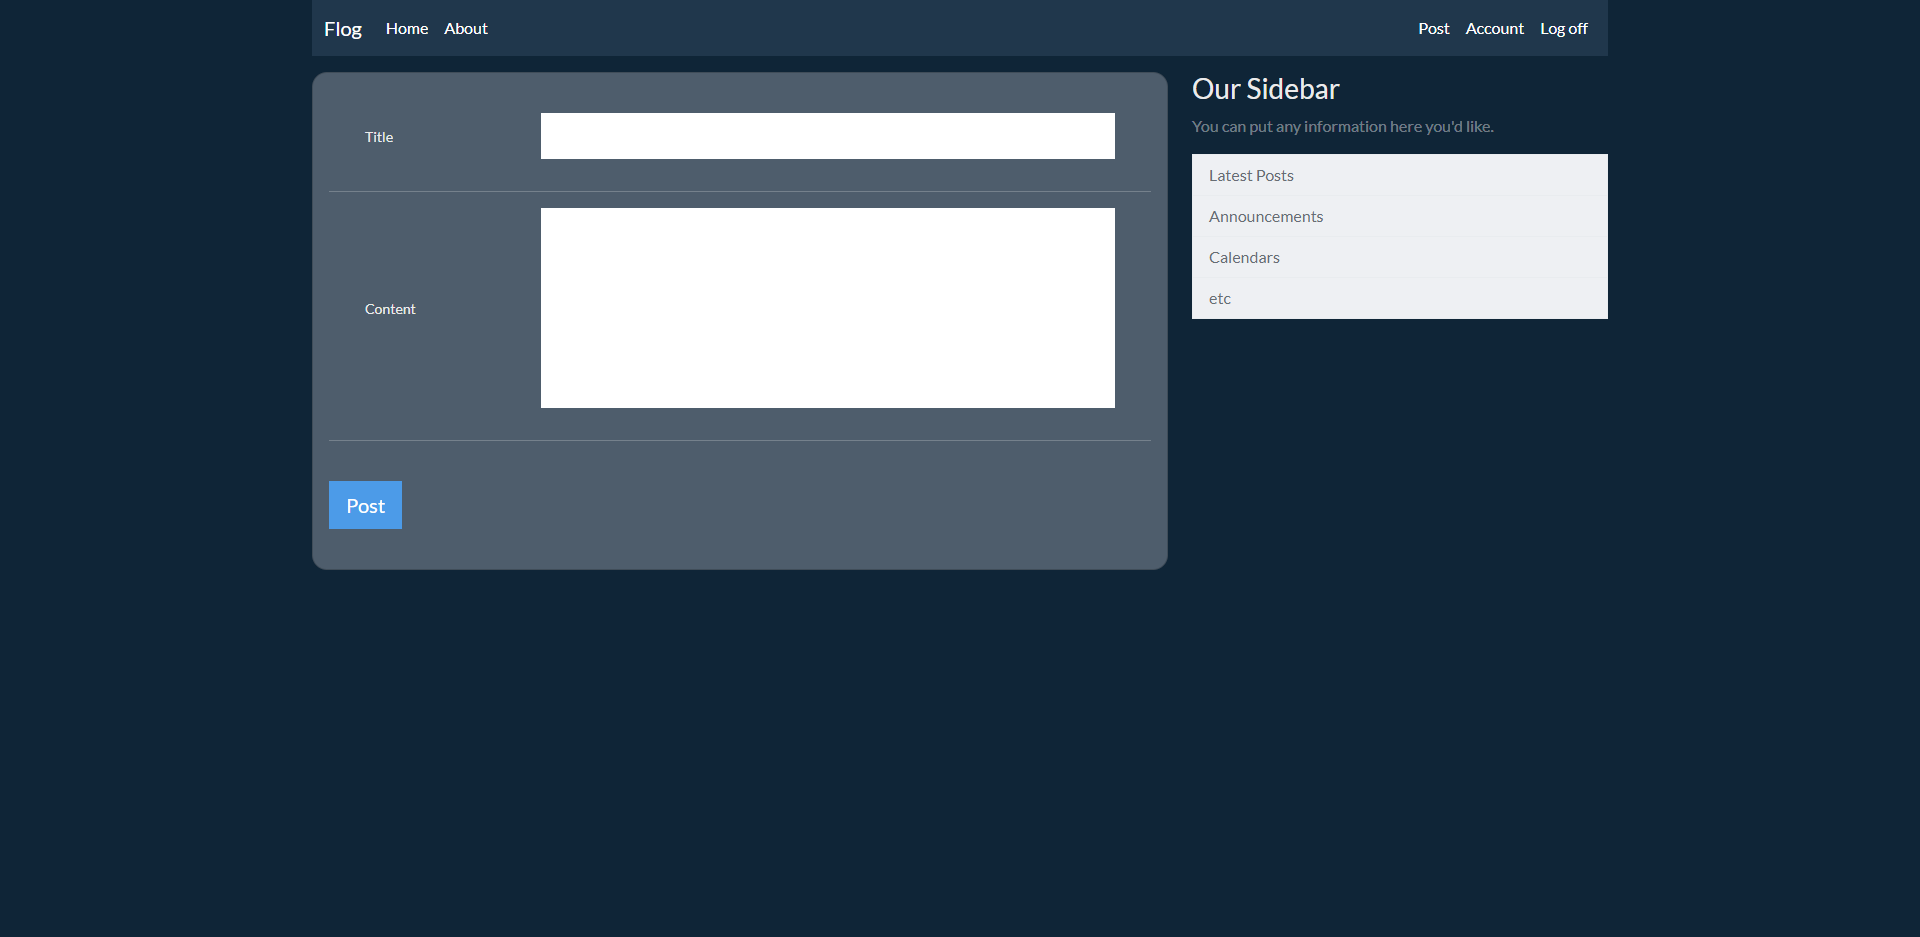 Flog Home About Post Account Log off
Title
Content
Post
Our Sidebar
You can put any information here you'd like.
Latest Posts
Announcements
Calendars
etc